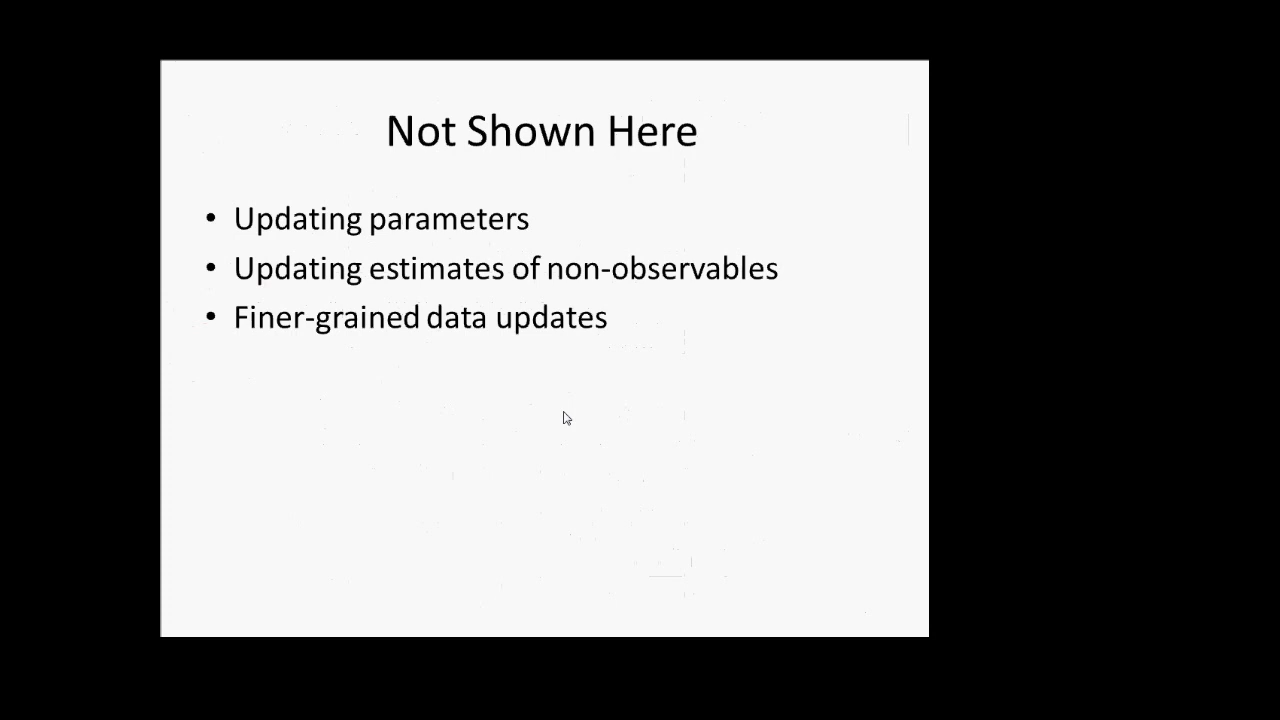 Not Shown Here
• Updating parameters
• Updating estimates of non-observables
• Finer-grained data updates